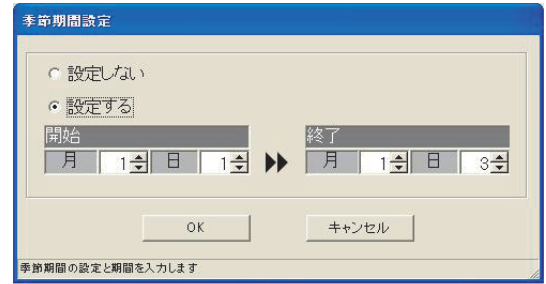 季節期間設定
設定しない
設定する
開始 終了
月 1 日 1 月 1 日 3
OK キャンセル
季節期間の設定と期間を入力します